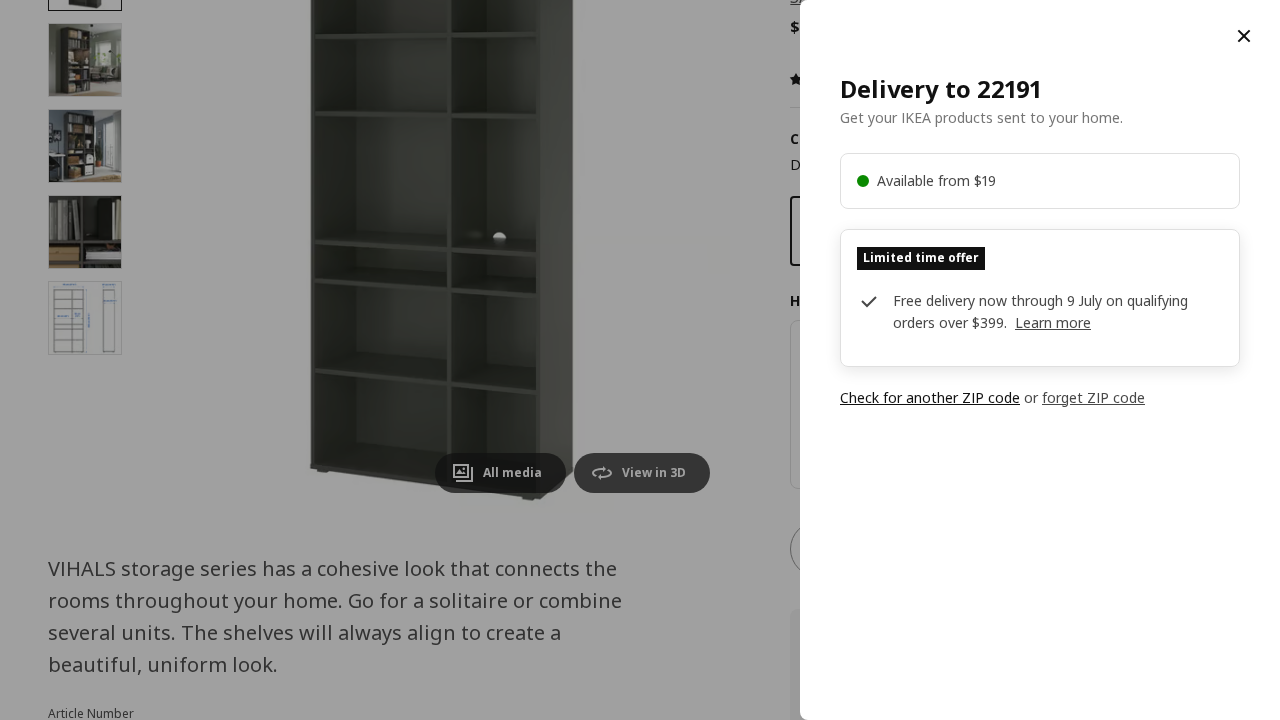 $
C
D
H
All media
View in 3D
VIHALS storage series has a cohesive look that connects the
rooms throughout your home. Go for a solitaire or combine
several units. The shelves will always align to create a
beautiful, uniform look.
Article Number
Delivery to 22191
Get your IKEA products sent to your home.
Available from $19
Limited time offer
Free delivery now through 9 July on qualifying
orders over $399. Learn more
Check for another ZIP code or forget ZIP code